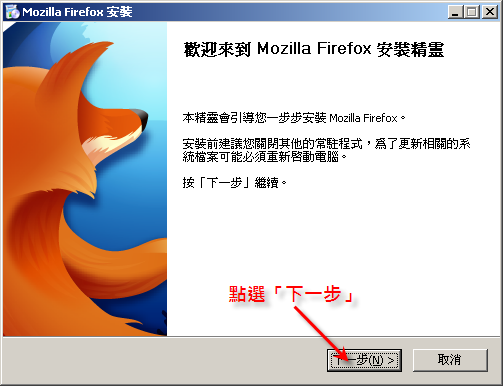 Mozilla Firefox 安裝
歡迎來到 Mozilla Firefox 安裝精靈
本精靈會引導您一步步安裝 Mozilla Firefox。
安裝前建議您關閉其他的常駐程式，為了更新相關的系
統檔案可能必須重新啟動電腦。
按「下一步」繼續。
點選「下一步」
下一步(N) >
取消